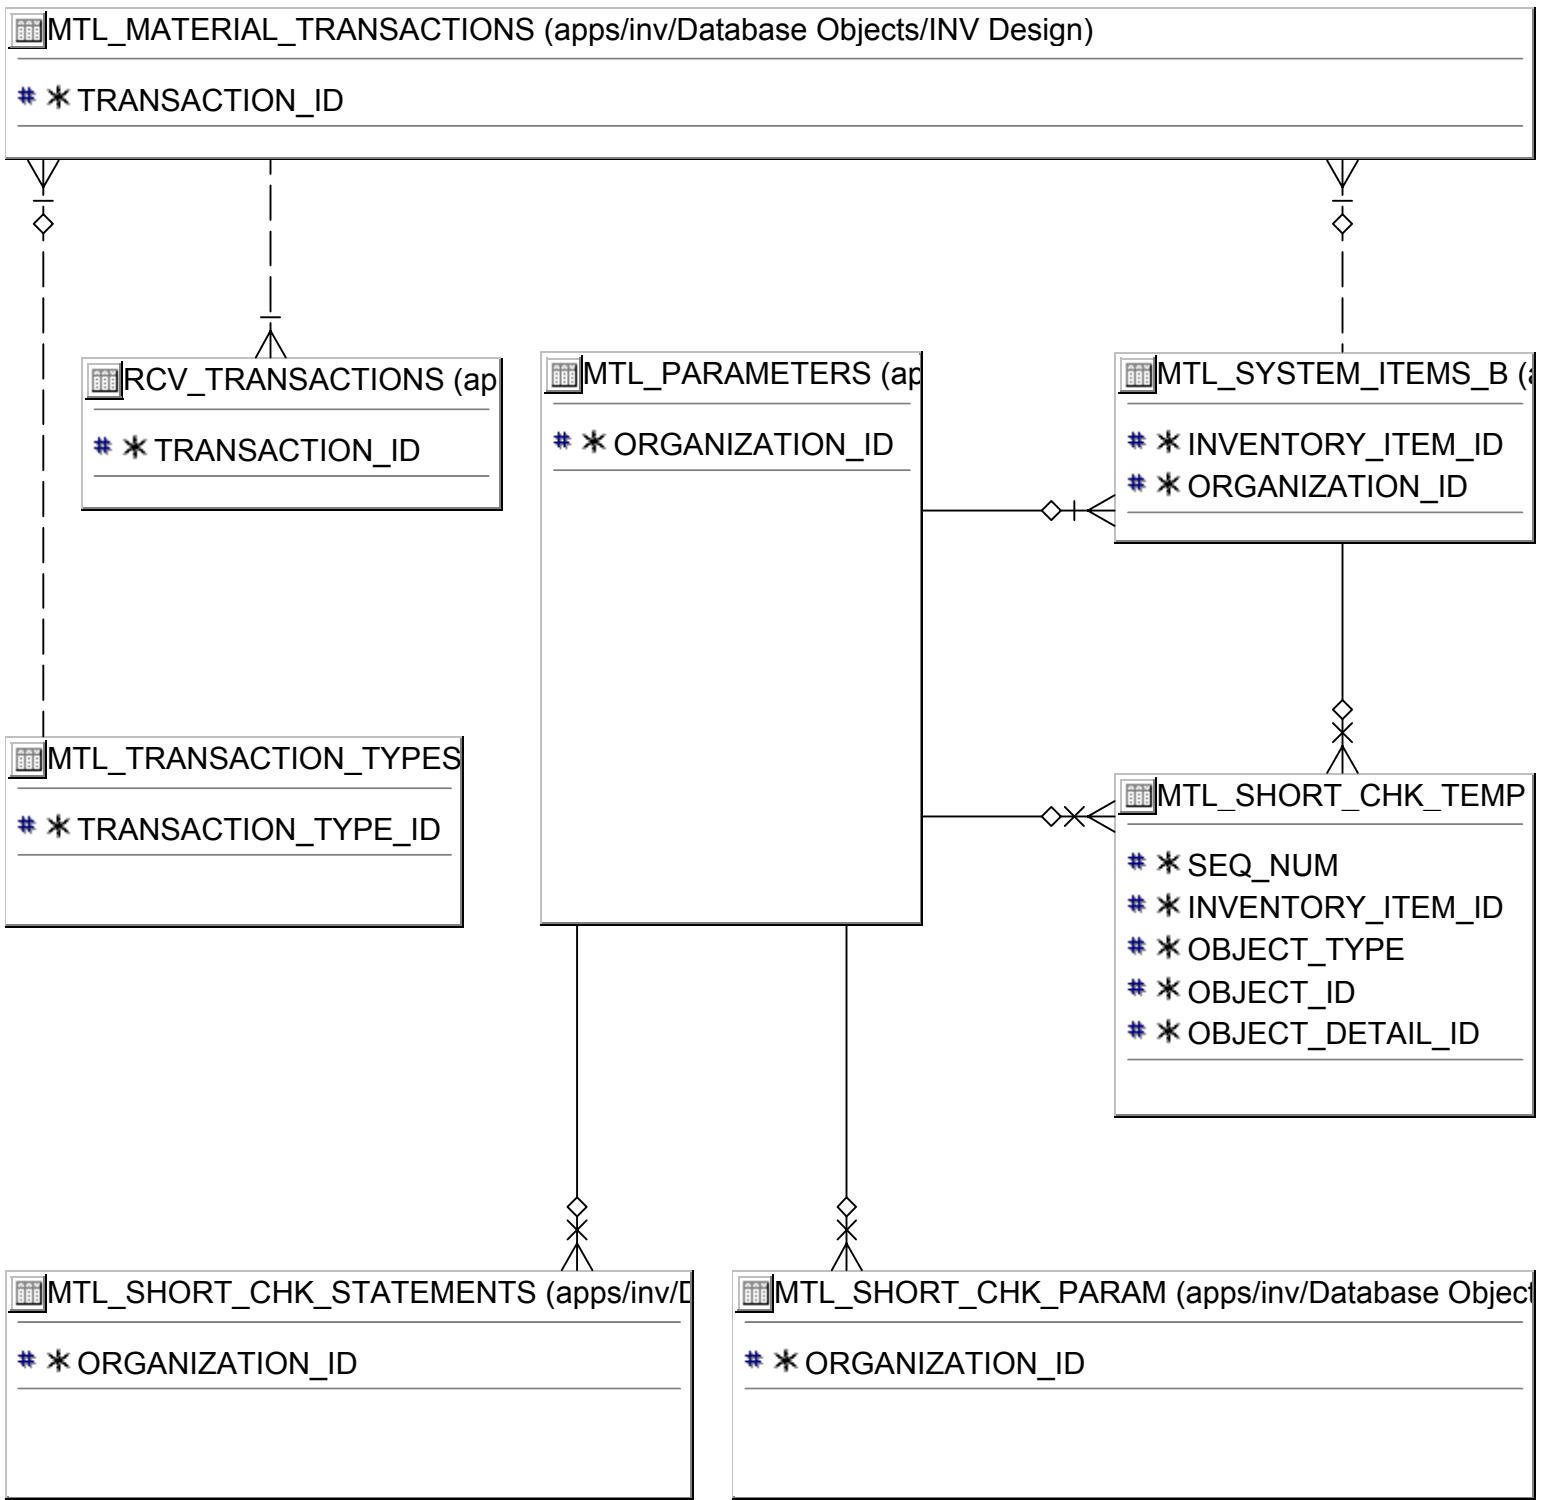 MTL_MATERIAL_TRANSACTIONS (apps/inv/Database Objects/INV Design)
# * TRANSACTION_ID
RCV_TRANSACTIONS (ap
# * TRANSACTION_ID
MTL_PARAMETERS (ap
# * ORGANIZATION_ID
MTL_SYSTEM_ITEMS_B (
# * INVENTORY_ITEM_ID
# * ORGANIZATION_ID
MTL_TRANSACTION_TYPES
# * TRANSACTION_TYPE_ID
MTL_SHORT_CHK_TEMP
# * SEQ_NUM
# * INVENTORY_ITEM_ID
# * OBJECT_TYPE
# * OBJECT_ID
# * OBJECT_DETAIL_ID
MTL_SHORT_CHK_STATEMENTS (apps/inv/D
# * ORGANIZATION_ID
MTL_SHORT_CHK_PARAM (apps/inv/Database Object
# * ORGANIZATION_ID